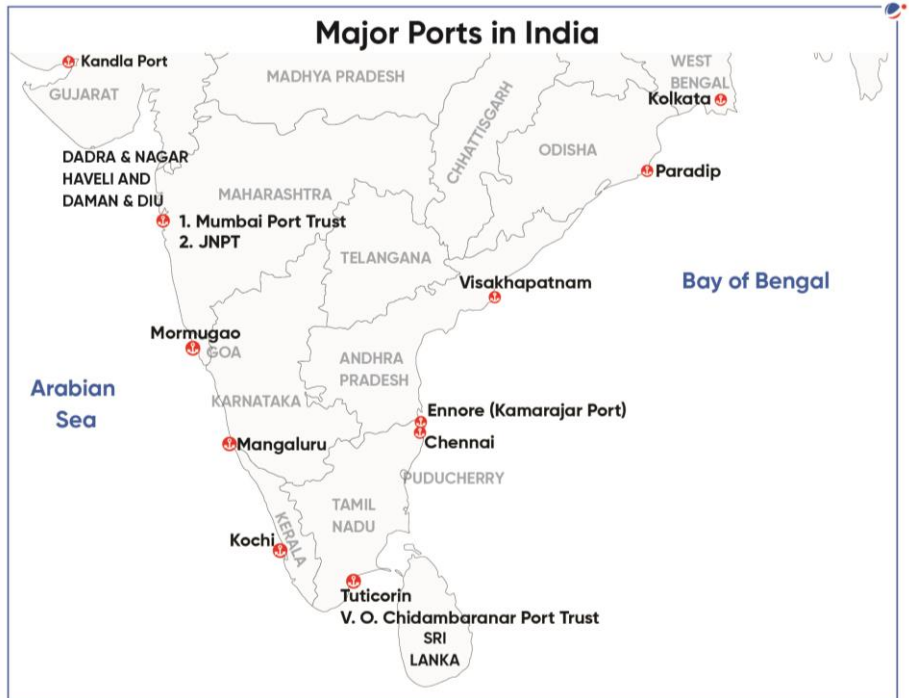 Major Ports in India
Kandla Port
GUJARAT
MADHYA PRADESH
CHHATTISGARH
WEST
BENGAL
Kolkata
ODISHA
Paradip
DADRA & NAGAR
HAVELI AND
DAMAN & DIU
MAHARASHTRA
1. Mumbai Port Trust
2. JNPT
TELANGANA
Visakhapatnam
Bay of Bengal
Mormugao
GOA
ANDHRA
PRADESH
Arabian
Sea
KARNATAKA
Ennore (Kamarajar Port)
Chennai
Mangaluru
PUDUCHERRY
TAMIL
NADU
KERALA
Kochi
Tuticorin
V. O. Chidambaranar Port Trust
SRI
LANKA